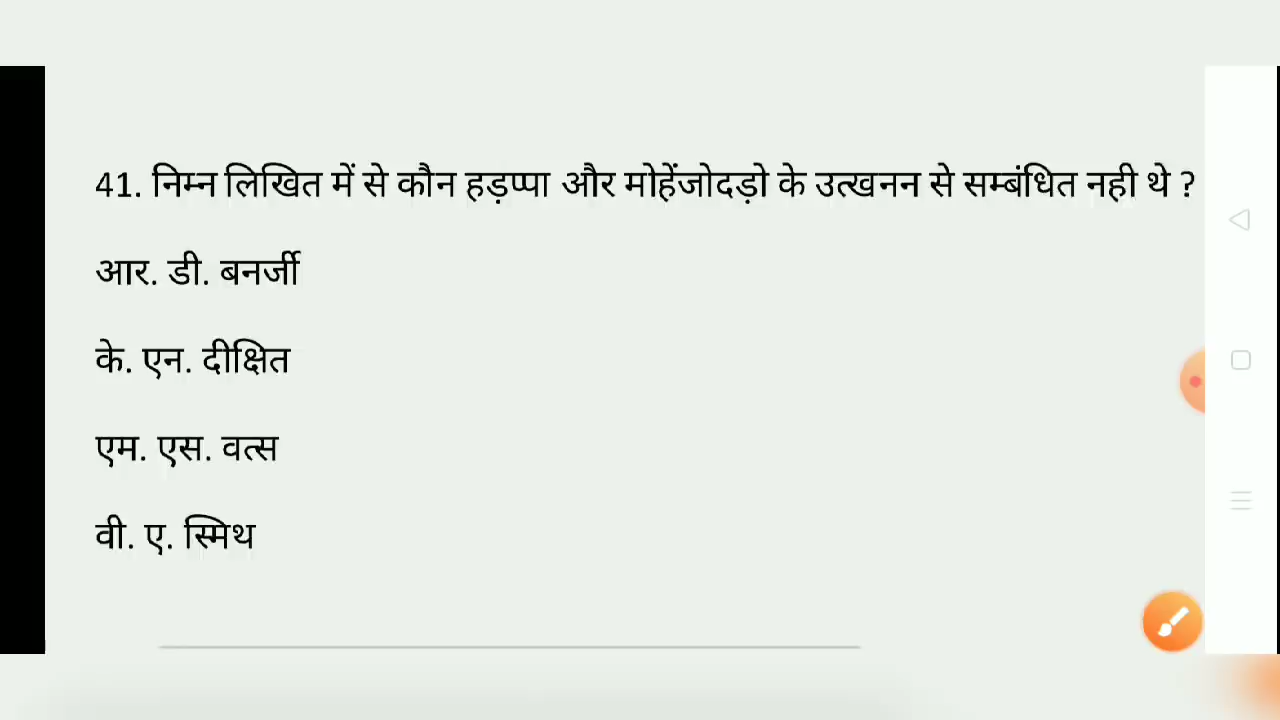 41. निम्न लिखित में से कौन हड़प्पा और मोहेंजोदड़ो के उत्खनन से सम्बंधित नही थे ?
आर. डी. बनर्जी
के. एन. दीक्षित
एम. एस. वत्स
वी. ए. स्मिथ